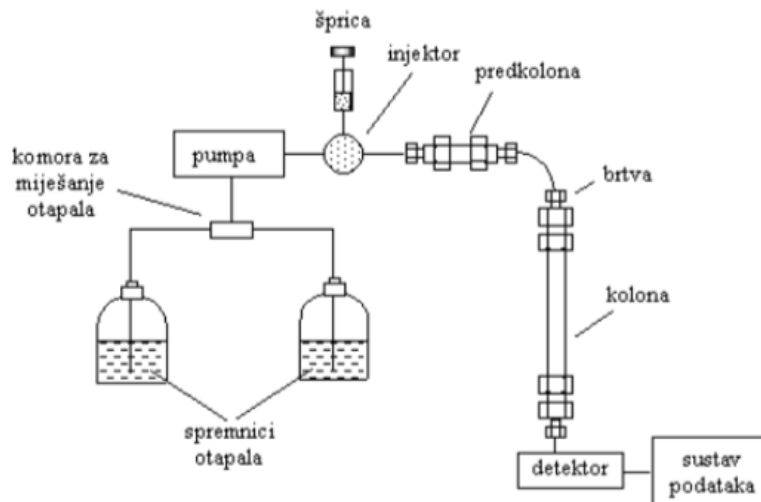 šprica
injektor
predkolona
pumpa
komora za
miješanje
otapala
brtva
kolona
spremnici
otapala
detektor
sustav
podataka